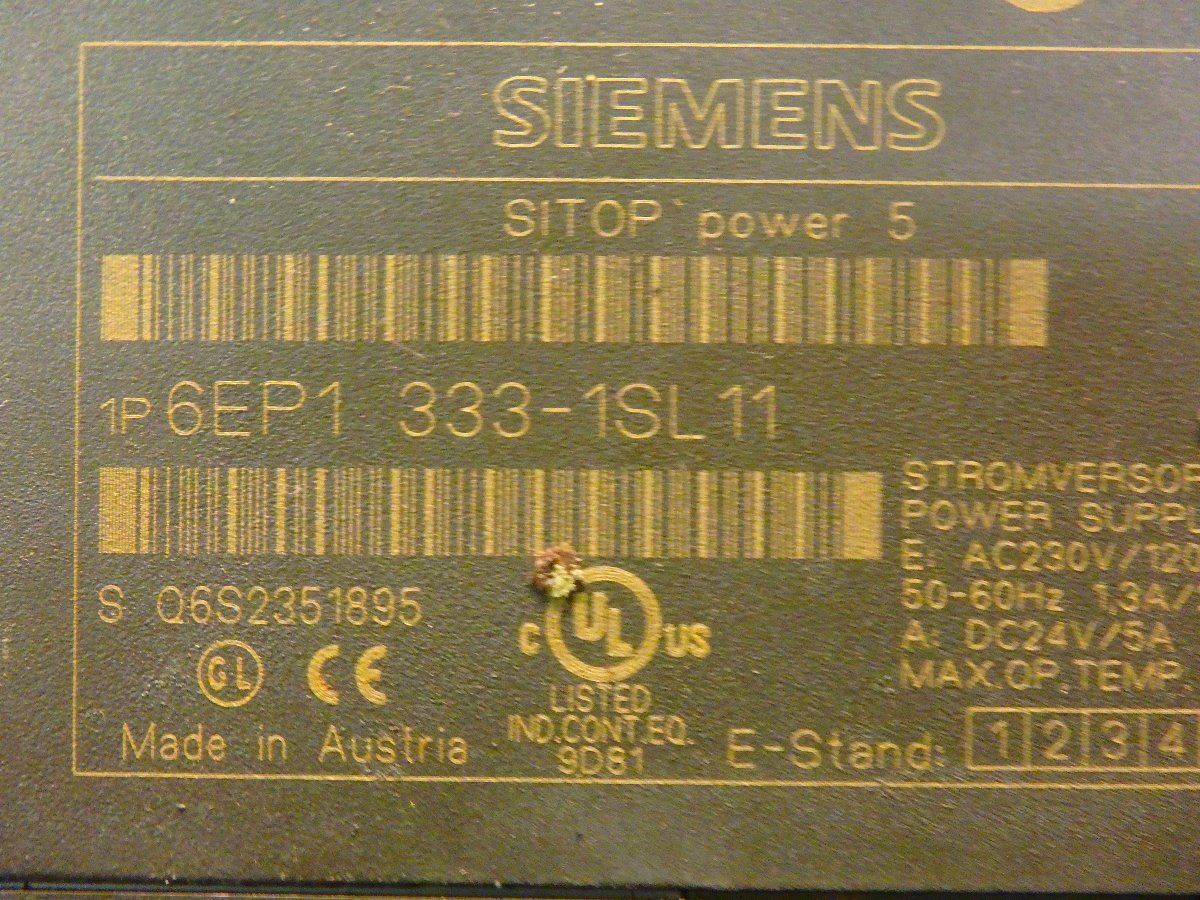 SIEMENS
SITOP power 5
1P 6EP1 333-1SL11
S Q6S2351895
STROMVERSOR
POWER SUPPL
E: AC230V/120
50-60Hz 1,3A/
A: DC24V/5A
MAX.OP.TEMP.
GL CE
C UL US
LISTED
IND.CONT.EQ.
9D81
Made in Austria
E-Stand: 1 2 3 4